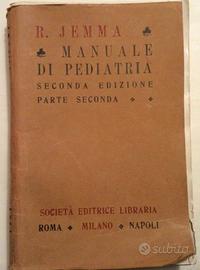 R. JEMMA
MANUALE
DI PEDIATRIA
SECONDA EDIZIONE
PARTE SECONDA
SOCIETÀ EDITRICE LIBRARIA
ROMA • MILANO • NAPOLI
subito